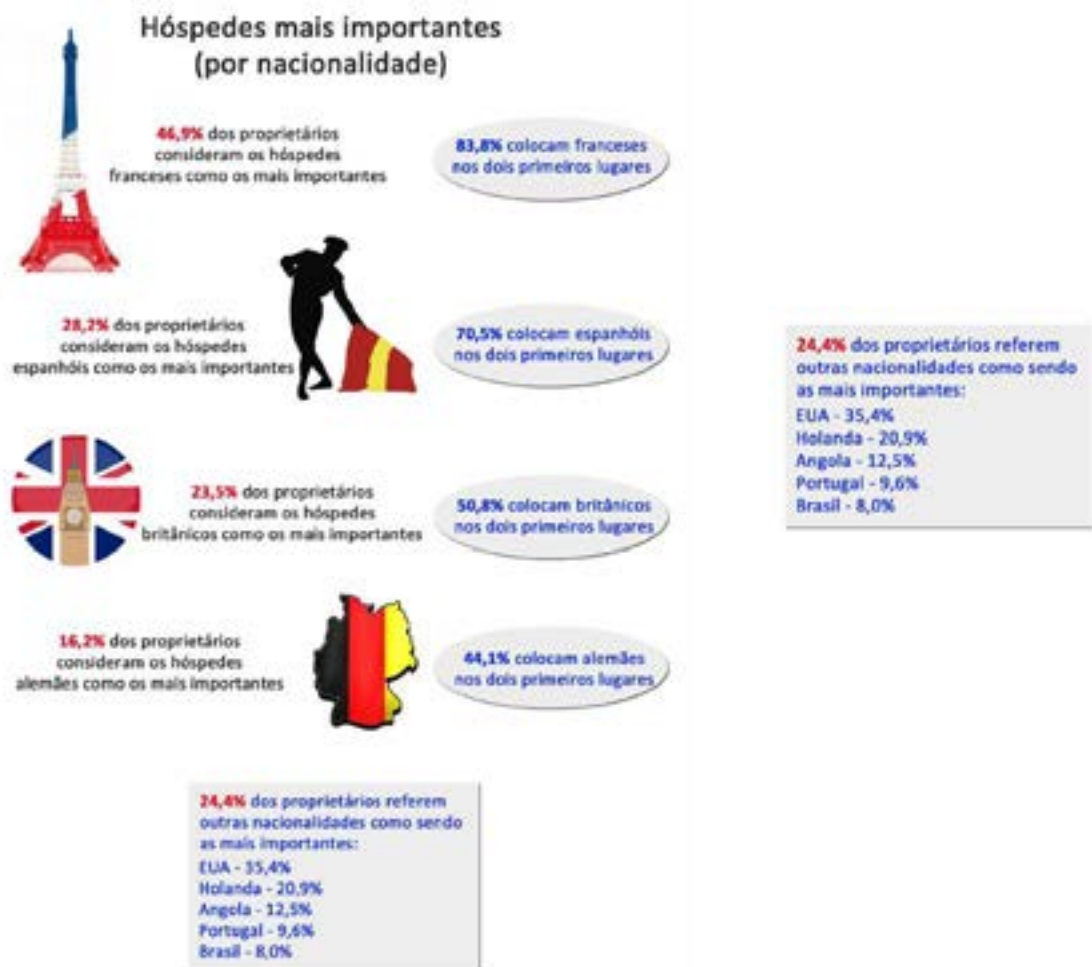 Hóspedes mais importantes
(por nacionalidade)
46,9% dos proprietários
consideram os hóspedes
franceses como os mais importantes
83,8% colocam franceses
nos dois primeiros lugares
28,2% dos proprietários
consideram os hóspedes
espanhóis como os mais importantes
70,5% colocam espanhóis
nos dois primeiros lugares
23,5% dos proprietários
consideram os hóspedes
britânicos como os mais importantes
50,8% colocam britânicos
nos dois primeiros lugares
16,2% dos proprietários
consideram os hóspedes
alemães como os mais importantes
44,1% colocam alemães
nos dois primeiros lugares
24,4% dos proprietários referem
outras nacionalidades como sendo
as mais importantes:
EUA - 35,4%
Holanda - 20,9%
Angola - 12,5%
Portugal - 9,6%
Brasil - 8,0%
24,4% dos proprietários referem
outras nacionalidades como sendo
as mais importantes:
EUA - 35,4%
Holanda - 20,9%
Angola - 12,5%
Portugal - 9,6%
Brasil - 8,0%